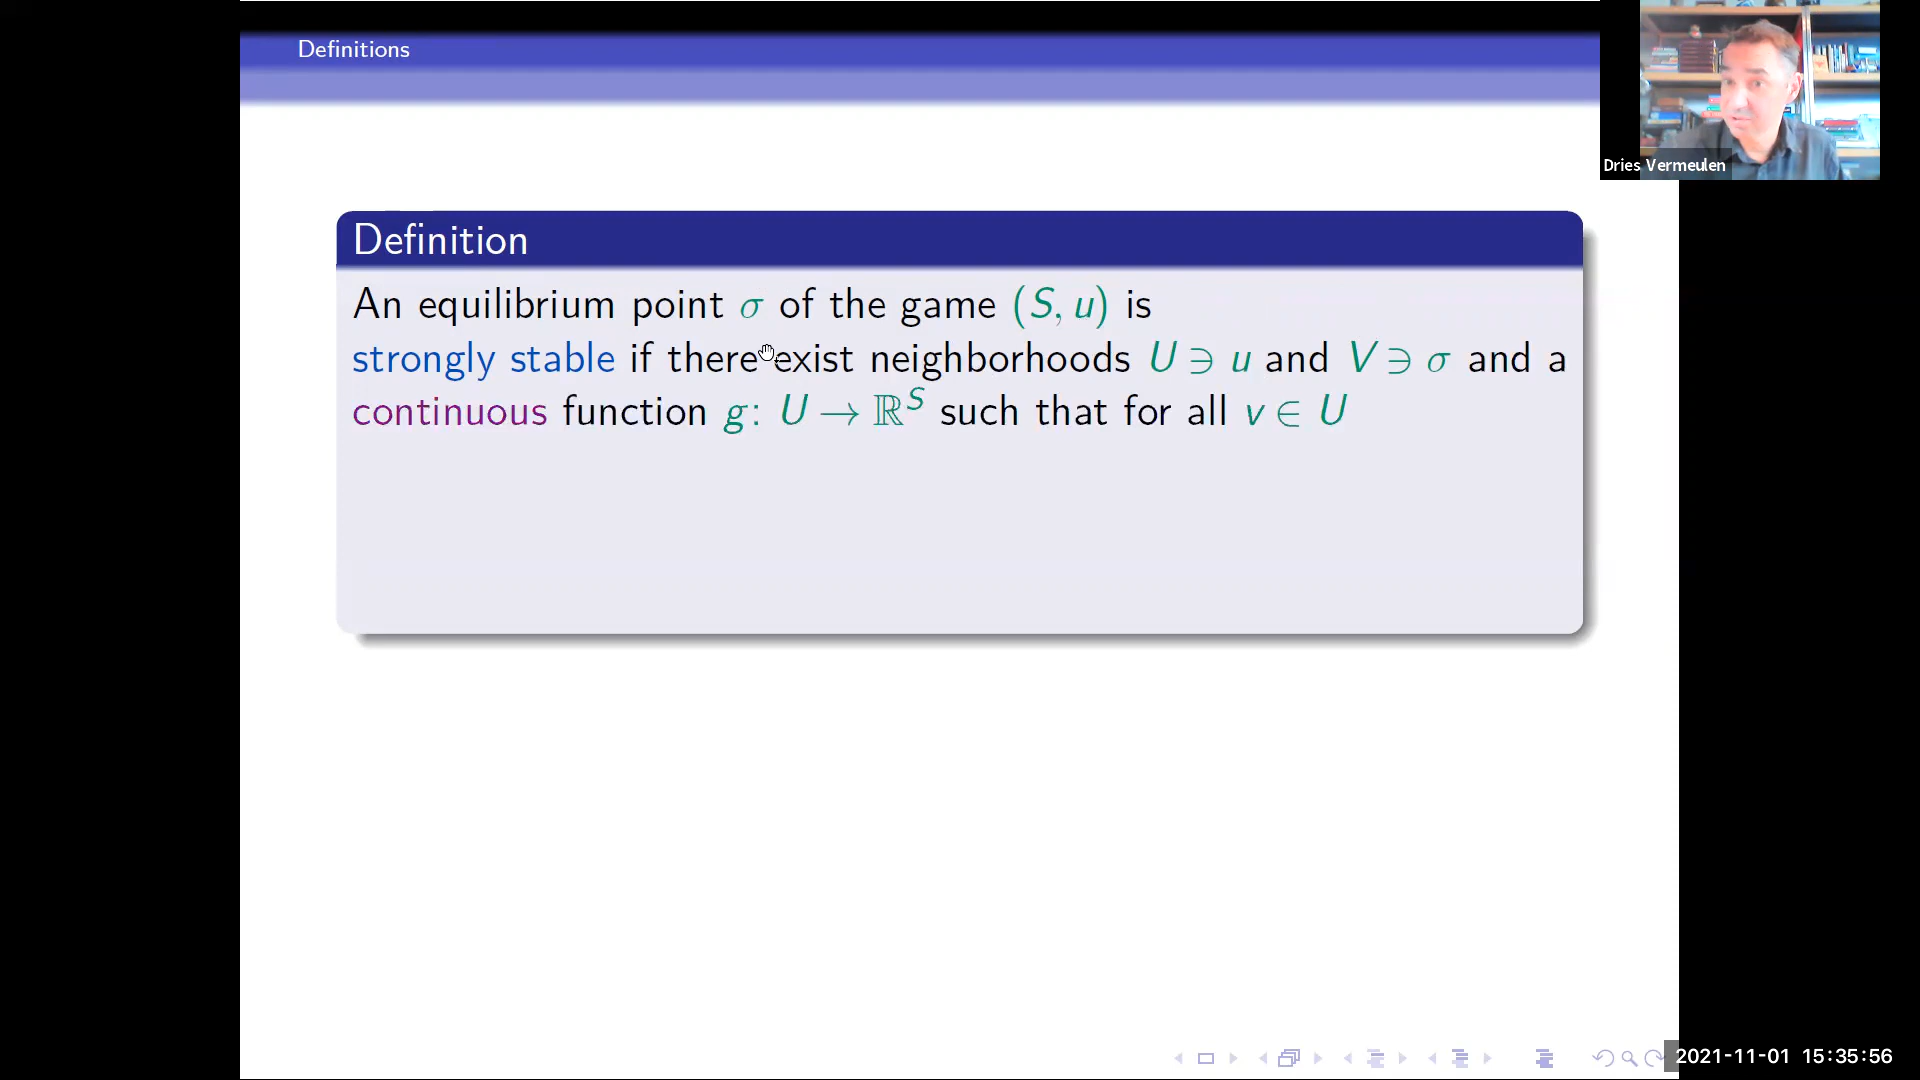 Definitions
Dries Vermeulen
Definition
An equilibrium point σ of the game (S, u) is
strongly stable if there exist neighborhoods U ∋ u and V ∋ σ and a
continuous function g: U → ℝ^S such that for all v ∈ U
2021-11-01 15:35:56